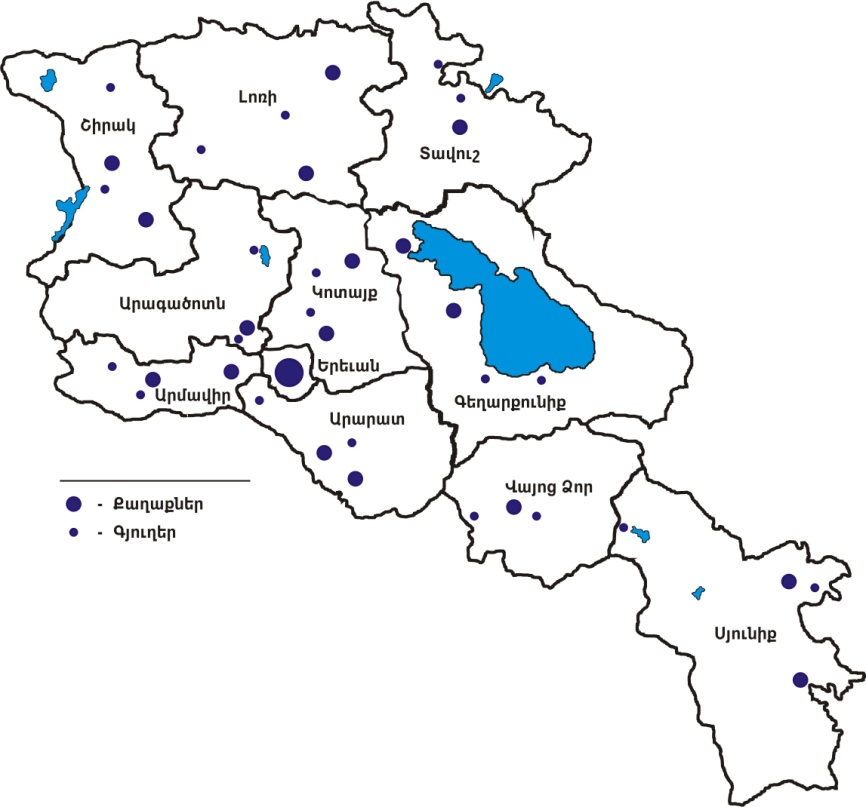 Լոռի
Շիրակ
Տավուշ
Կոտայք
Արագածոտն
Երեւան
Արմավիր
Գեղարքունիք
Արարատ
Վայոց Ձոր
- Քաղաքներ
- Գյուղեր
Սյունիք